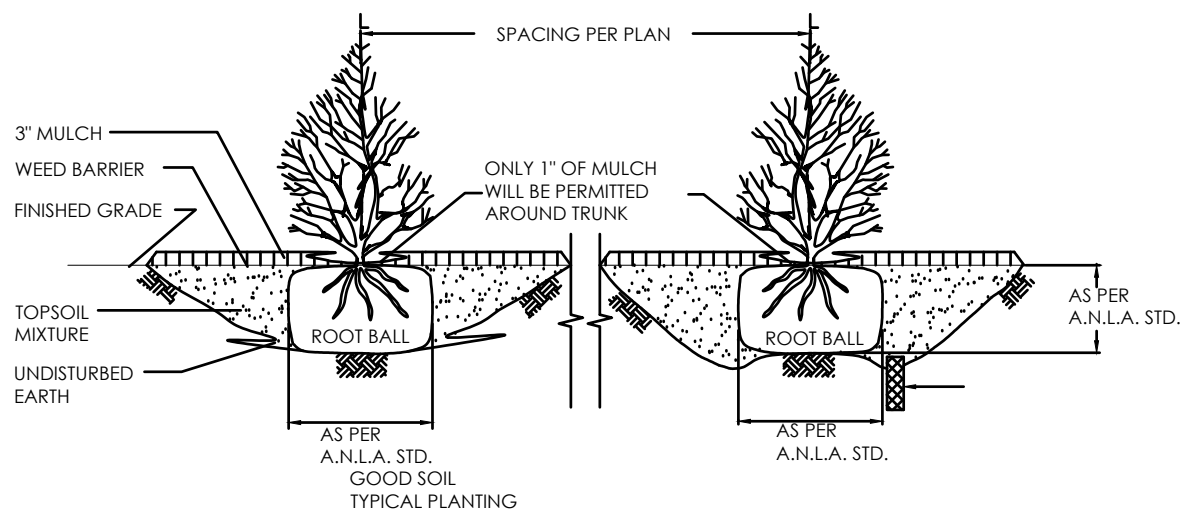 SPACING PER PLAN
3" MULCH
WEED BARRIER
FINISHED GRADE
ONLY 1" OF MULCH
WILL BE PERMITTED
AROUND TRUNK
TOPSOIL
MIXTURE
UNDISTURBED
EARTH
ROOT BALL
ROOT BALL
AS PER
A.N.L.A. STD.
AS PER
A.N.L.A. STD.
GOOD SOIL
TYPICAL PLANTING
AS PER
A.N.L.A. STD.